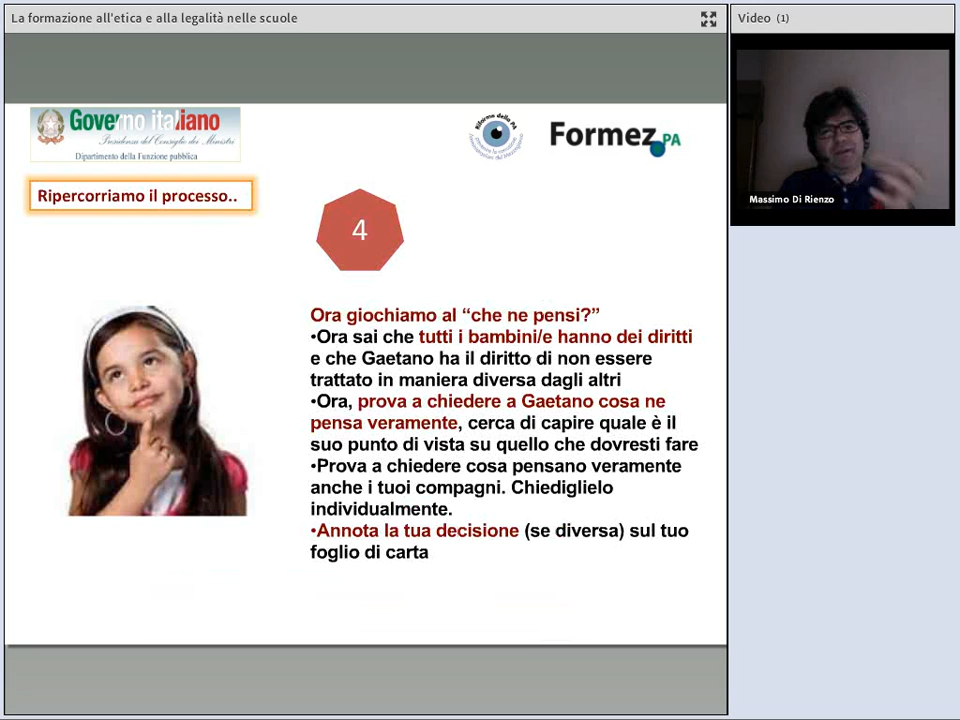 La formazione all'etica e alla legalità nelle scuole
Video (1)
Governo italiano
Presidenza del Consiglio dei Ministri
Dipartimento della Funzione pubblica
Riforme della PA
Formez PA
Massimo Di Rienzo
Ripercorriamo il processo..
4
Ora giochiamo al “che ne pensi?”
•Ora sai che tutti i bambini/e hanno dei diritti
e che Gaetano ha il diritto di non essere
trattato in maniera diversa dagli altri
•Ora, prova a chiedere a Gaetano cosa ne
pensa veramente, cerca di capire quale è il
suo punto di vista su quello che dovresti fare
•Prova a chiedere cosa pensano veramente
anche i tuoi compagni. Chiediglielo
individualmente.
•Annota la tua decisione (se diversa) sul tuo
foglio di carta